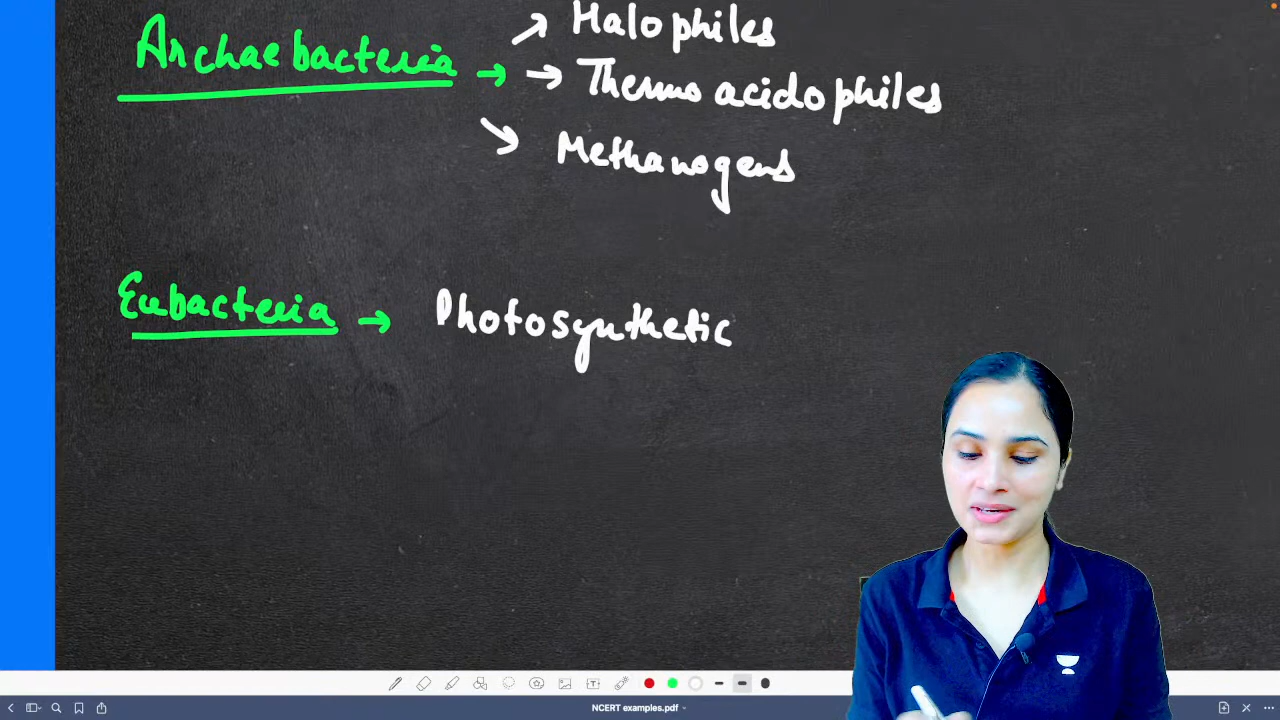 Halophiles
Archaebacteria → → Thermoacidophiles
Methanogens
Eubacteria → Photosynthetic
NCERT examples.pdf